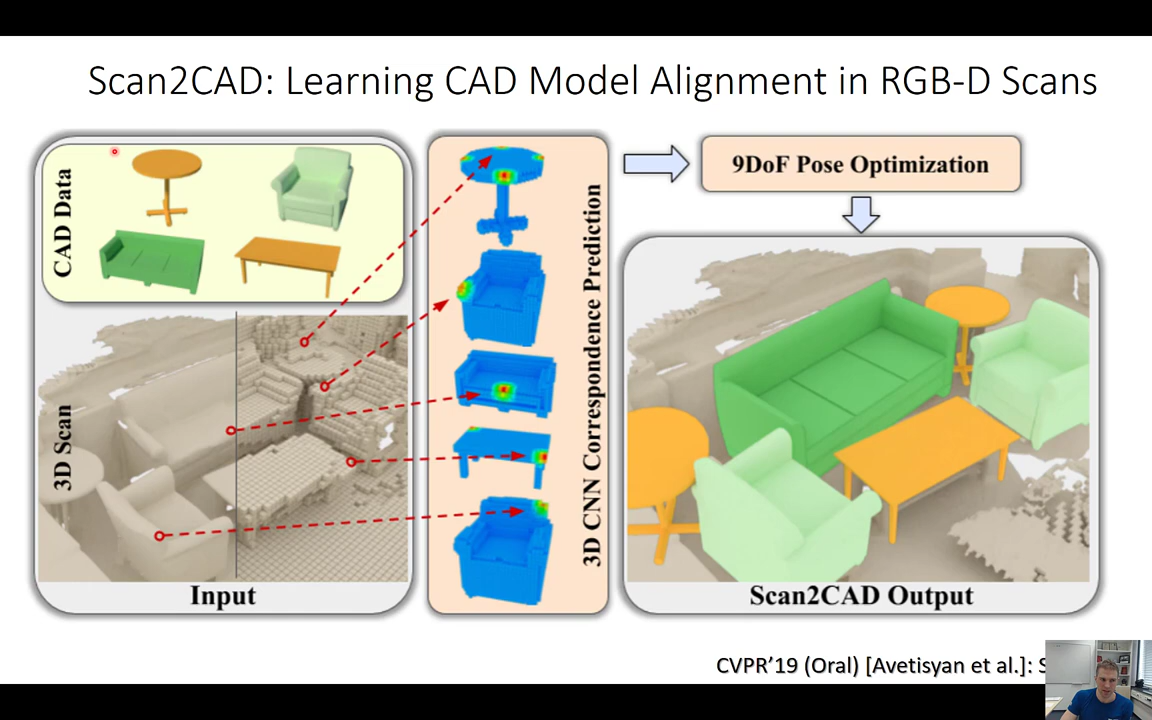 Scan2CAD: Learning CAD Model Alignment in RGB-D Scans
CAD Data
3D Scan
Input
3D CNN Correspondence Prediction
9DoF Pose Optimization
Scan2CAD Output
CVPR’19 (Oral) [Avetisyan et al.]: S